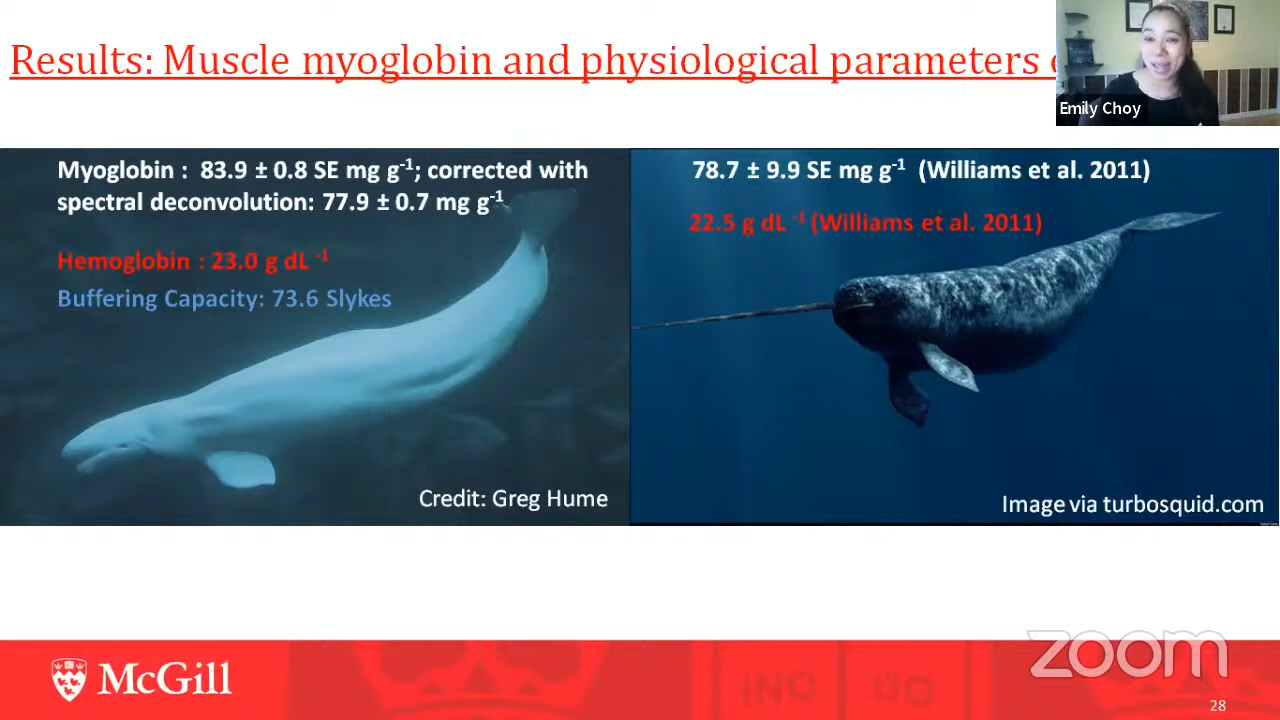 Results: Muscle myoglobin and physiological parameters
Emily Choy
Myoglobin : 83.9 ± 0.8 SE mg g-1; corrected with
spectral deconvolution: 77.9 ± 0.7 mg g-1
Hemoglobin : 23.0 g dL -1
Buffering Capacity: 73.6 Slykes
Credit: Greg Hume
78.7 ± 9.9 SE mg g-1 (Williams et al. 2011)
22.5 g dL -1 (Williams et al. 2011)
Image via turbosquid.com
McGill
INO DO
zoom
28